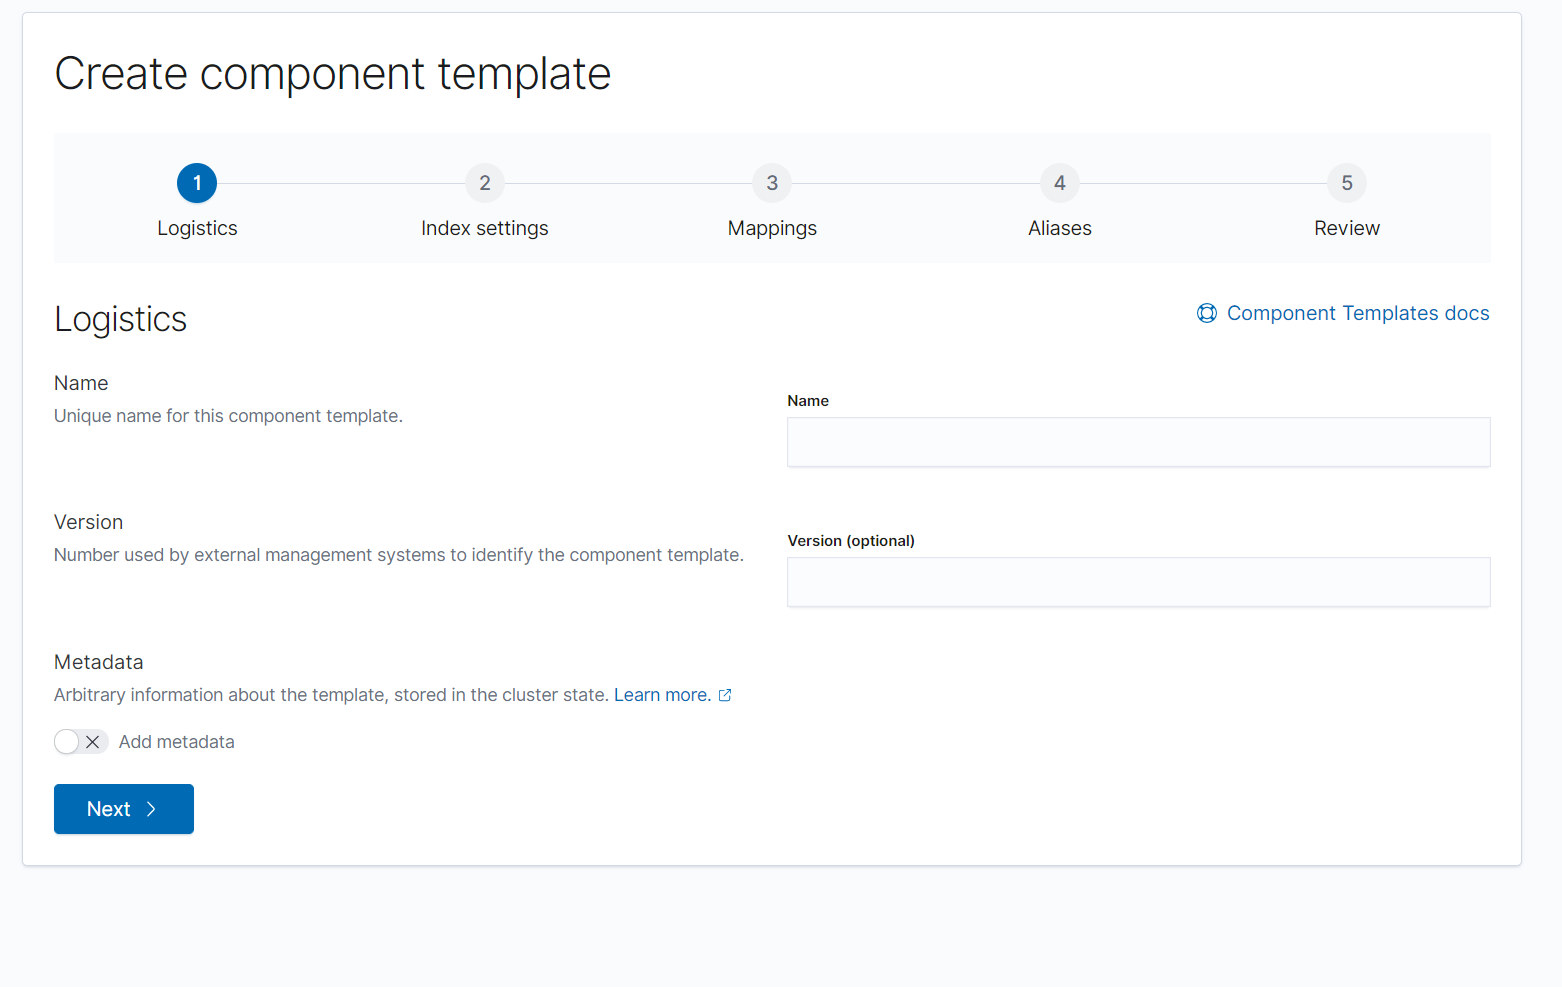 Create component template
1
2
3
4
5
Logistics
Index settings
Mappings
Aliases
Review
Logistics
Component Templates docs
Name
Unique name for this component template.
Name
Version
Number used by external management systems to identify the component template.
Version (optional)
Metadata
Arbitrary information about the template, stored in the cluster state. Learn more.
Add metadata
Next